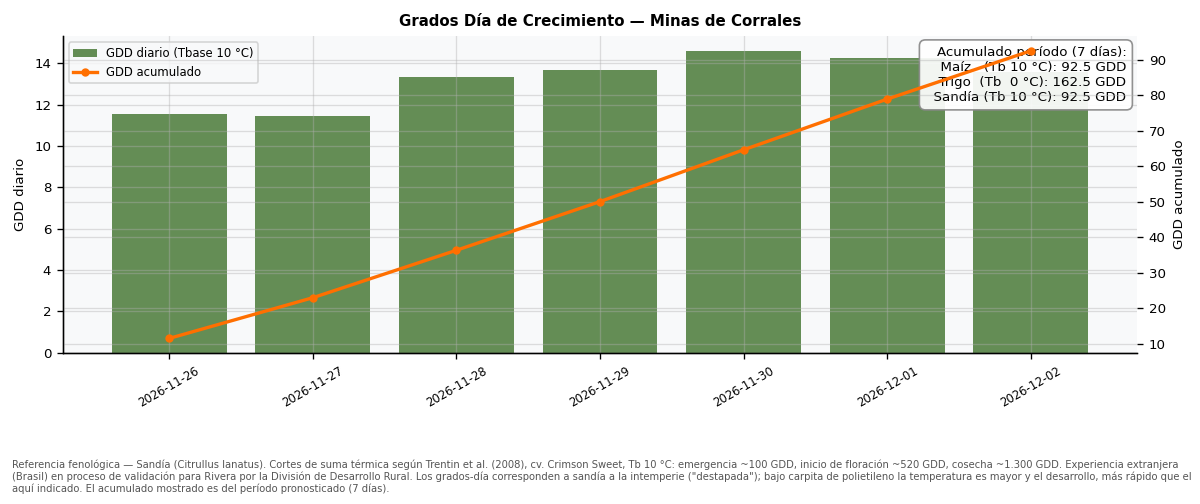 Grados Día de Crecimiento — Minas de Corrales
GDD diario (Tbase 10 °C)
GDD acumulado
Acumulado período (7 días):
Maíz (Tb 10 °C): 92.5 GDD
Trigo (Tb 0 °C): 162.5 GDD
Sandía (Tb 10 °C): 92.5 GDD
GDD diario
14
12
10
8
6
4
2
0
GDD acumulado
90
80
70
60
50
40
30
20
10
2026-11-26
2026-11-27
2026-11-28
2026-11-29
2026-11-30
2026-12-01
2026-12-02
Referencia fenológica — Sandía (Citrullus lanatus). Cortes de suma térmica según Trentin et al. (2008), cv. Crimson Sweet, Tb 10 °C: emergencia ~100 GDD, inicio de floración ~520 GDD, cosecha ~1.300 GDD. Experiencia extranjera
(Brasil) en proceso de validación para Rivera por la División de Desarrollo Rural. Los grados-día corresponden a sandía a la intemperie ("destapada"); bajo carpita de polietileno la temperatura es mayor y el desarrollo, más rápido que el
aquí indicado. El acumulado mostrado es del período pronosticado (7 días).